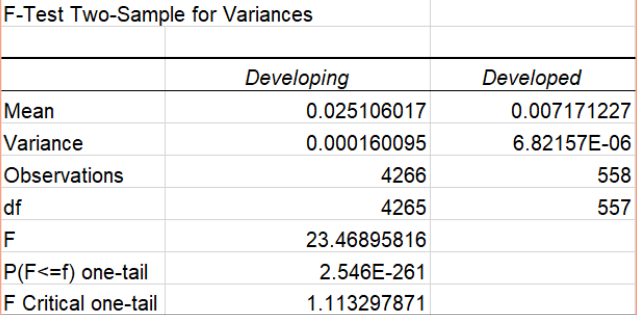 F-Test Two-Sample for Variances
Developing Developed
Mean 0.025106017 0.007171227
Variance 0.000160095 6.82157E-06
Observations 4266 558
df 4265 557
F 23.46895816
P(F<=f) one-tail 2.546E-261
F Critical one-tail 1.113297871